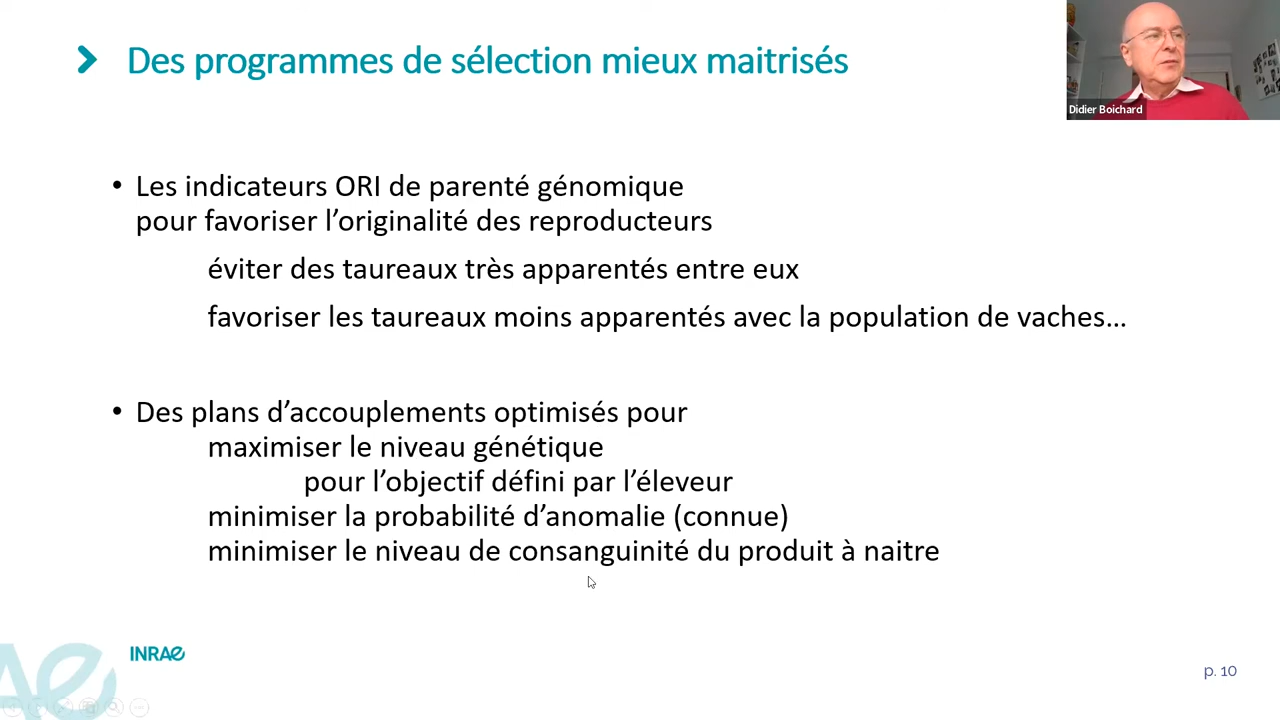 Des programmes de sélection mieux maitrisés
Didier Boichard
• Les indicateurs ORI de parenté génomique
pour favoriser l’originalité des reproducteurs
éviter des taureaux très apparentés entre eux
favoriser les taureaux moins apparentés avec la population de vaches…
• Des plans d’accouplements optimisés pour
maximiser le niveau génétique
pour l’objectif défini par l’éleveur
minimiser la probabilité d’anomalie (connue)
minimiser le niveau de consanguinité du produit à naitre
INRAE
p. 10